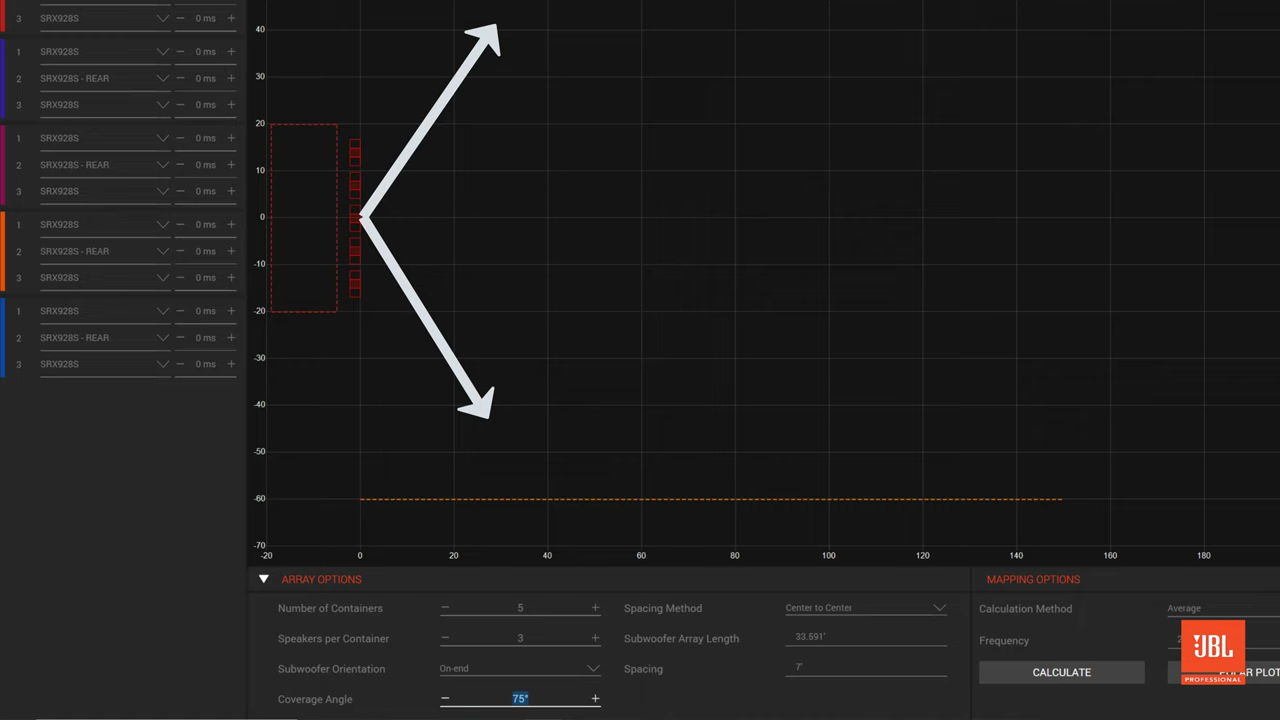 3 SRX928S − 0 ms +
1 SRX928S − 0 ms +
2 SRX928S - REAR − 0 ms +
3 SRX928S − 0 ms +
1 SRX928S − 0 ms +
2 SRX928S - REAR − 0 ms +
3 SRX928S − 0 ms +
1 SRX928S − 0 ms +
2 SRX928S - REAR − 0 ms +
3 SRX928S − 0 ms +
1 SRX928S − 0 ms +
2 SRX928S - REAR − 0 ms +
3 SRX928S − 0 ms +
40
30
20
10
0
-10
-20
-30
-40
-50
-60
-70
-20 0 20 40 60 80 100 120 140 160 180
ARRAY OPTIONS
Number of Containers − 5 +
Speakers per Container − 3 +
Subwoofer Orientation On-end
Coverage Angle − 75° +
Spacing Method Center to Center
Subwoofer Array Length 33.591'
Spacing 7'
MAPPING OPTIONS
Calculation Method Average
Frequency
CALCULATE
POLAR PLOT
JBL
PROFESSIONAL